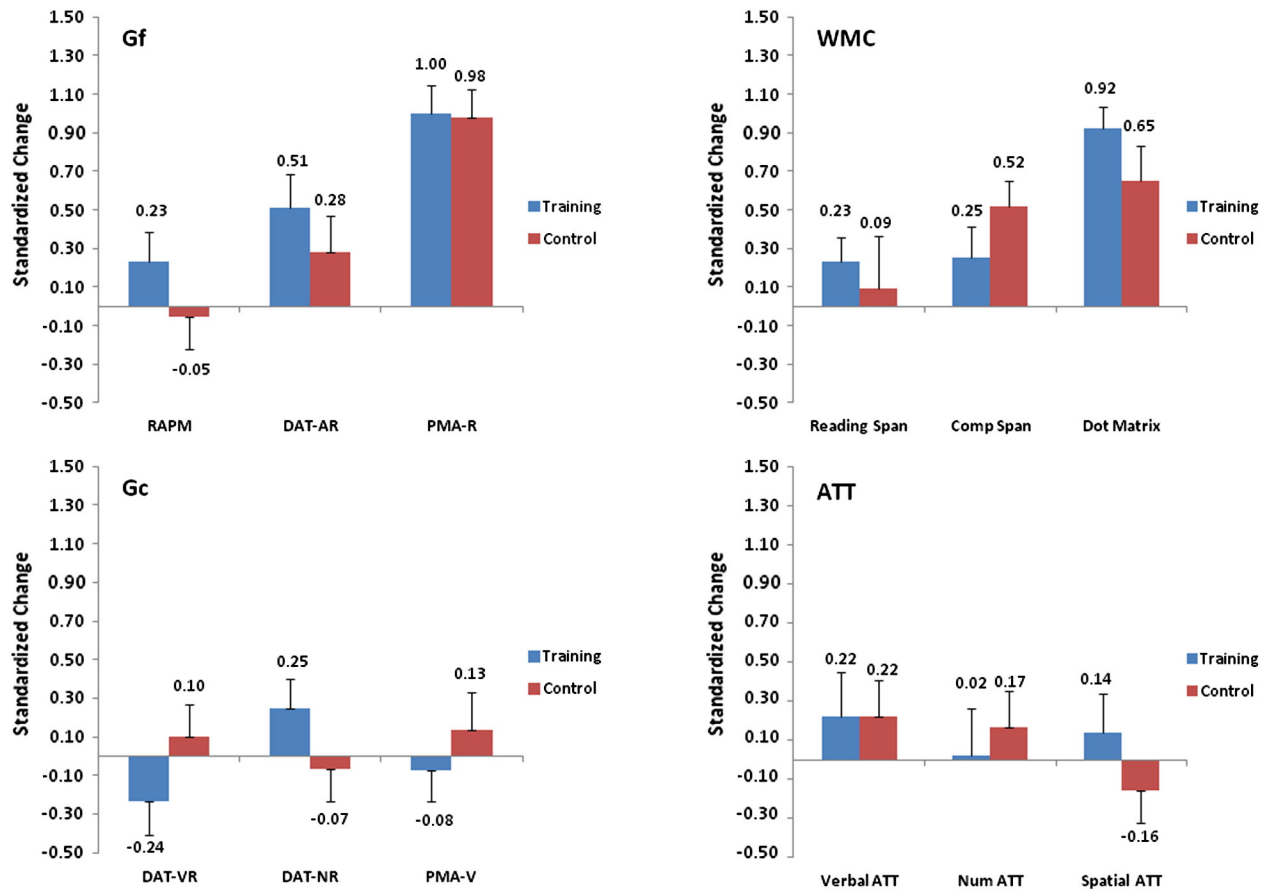 Gf
Standardized Change
1.50
1.30
1.10
0.90
0.70
0.50
0.30
0.10
-0.10
-0.30
-0.50
0.23
-0.05
0.51
0.28
1.00
0.98
RAPM
DAT-AR
PMA-R
Training
Control
WMC
Standardized Change
1.50
1.30
1.10
0.90
0.70
0.50
0.30
0.10
-0.10
-0.30
-0.50
0.23
0.09
0.25
0.52
0.92
0.65
Reading Span
Comp Span
Dot Matrix
Training
Control
Gc
Standardized Change
1.50
1.30
1.10
0.90
0.70
0.50
0.30
0.10
-0.10
-0.30
-0.50
-0.24
0.10
0.25
-0.07
-0.08
0.13
DAT-VR
DAT-NR
PMA-V
Training
Control
ATT
Standardized Change
1.50
1.30
1.10
0.90
0.70
0.50
0.30
0.10
-0.10
-0.30
-0.50
0.22
0.22
0.02
0.17
0.14
-0.16
Verbal ATT
Num ATT
Spatial ATT
Training
Control